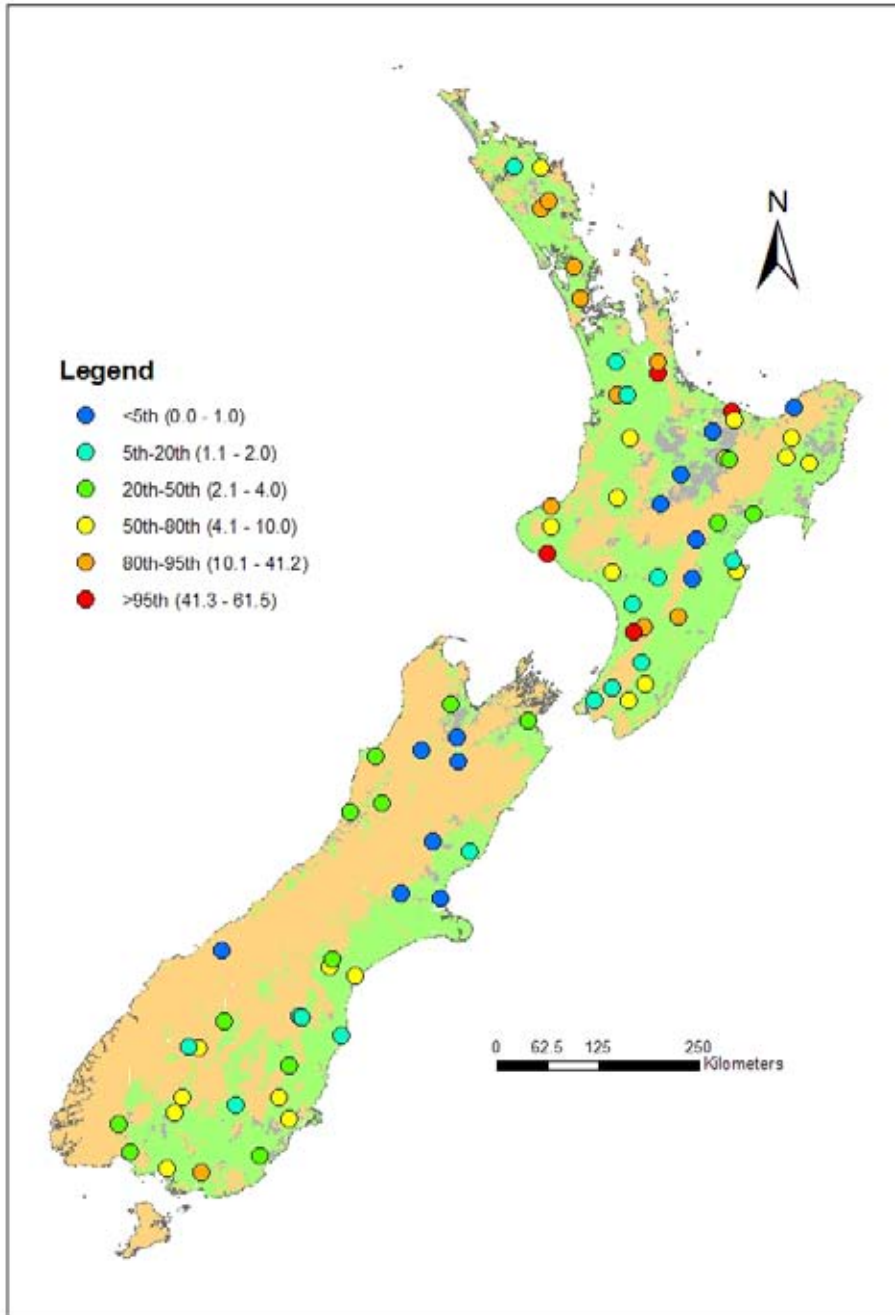 N
Legend
<5th (0.0 - 1.0)
5th-20th (1.1 - 2.0)
20th-50th (2.1 - 4.0)
50th-80th (4.1 - 10.0)
80th-95th (10.1 - 41.2)
>95th (41.3 - 61.5)
0 62.5 125 250
Kilometers